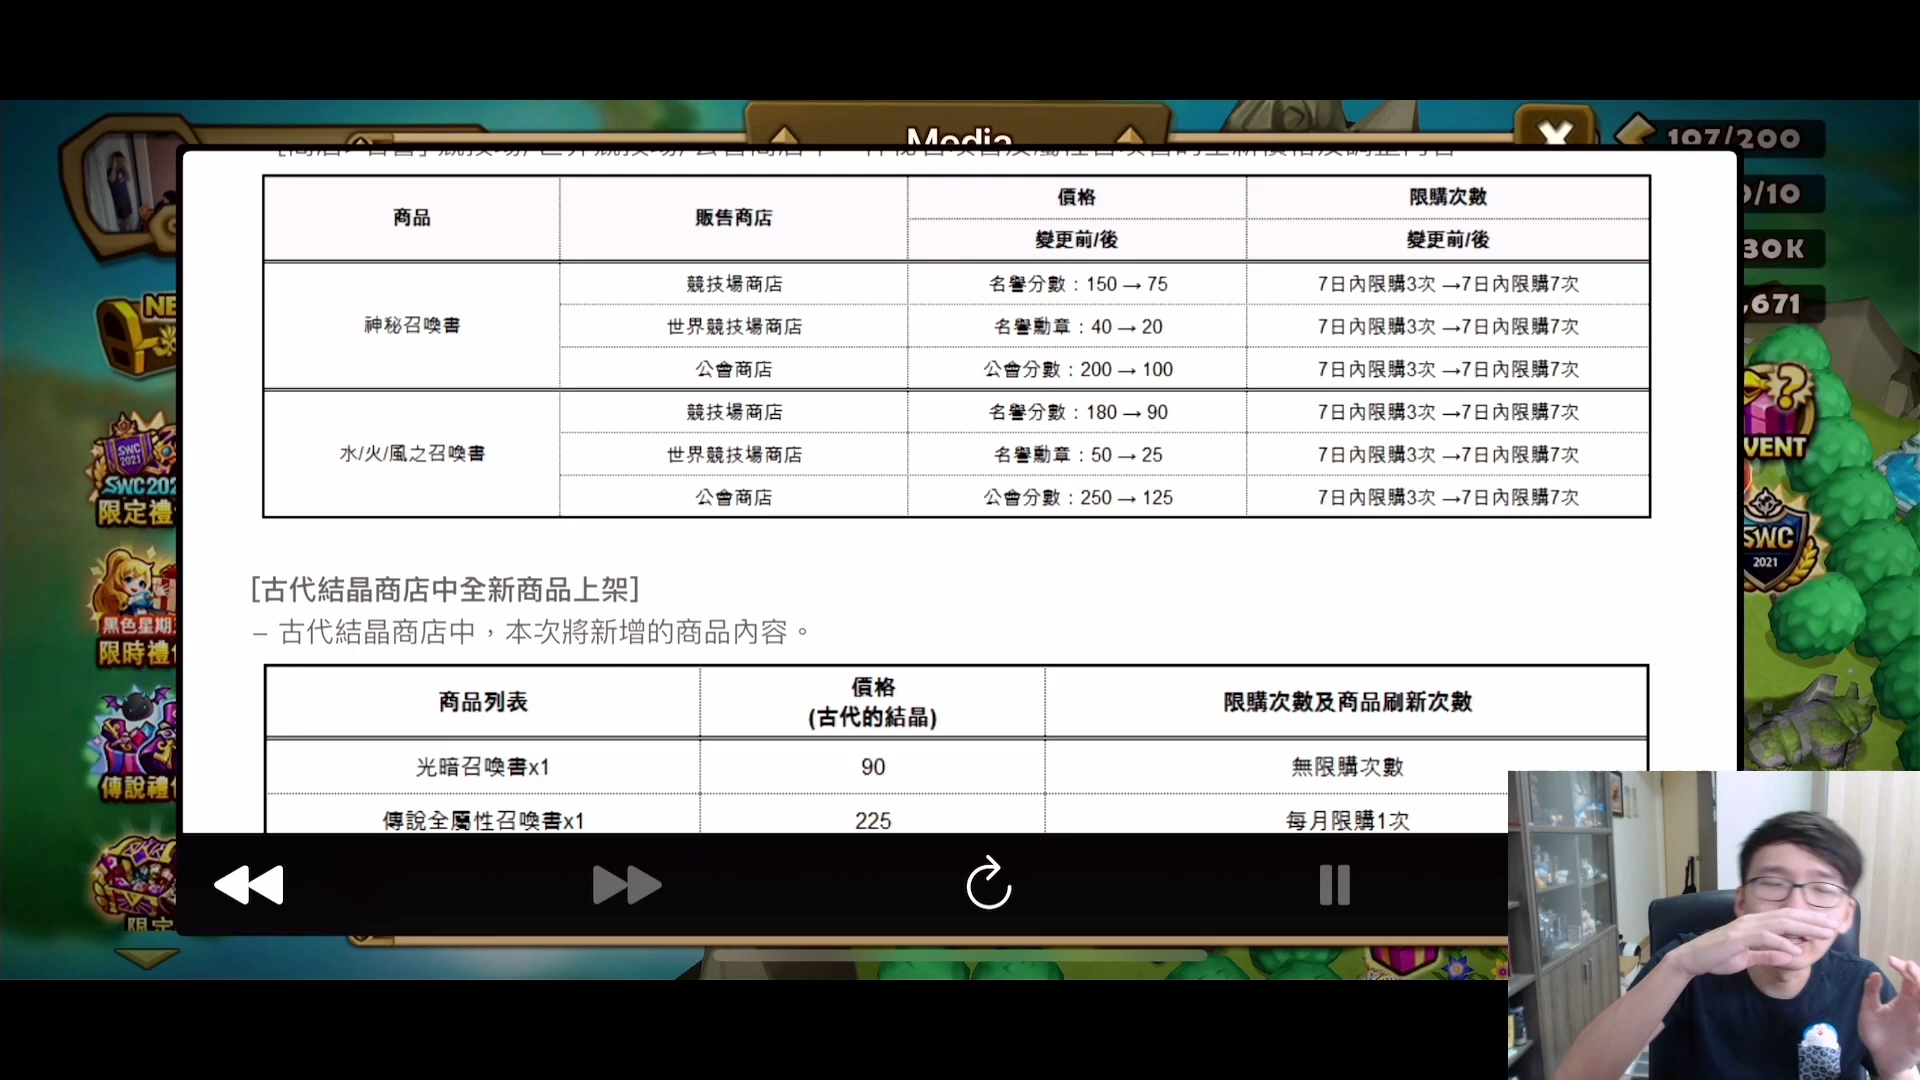 Media
197/200
/10
30K
,671
商品
販售商店
價格
限購次數
變更前/後
變更前/後
神秘召喚書
競技場商店
名譽分數：150 → 75
7日內限購3次 →7日內限購7次
世界競技場商店
名譽勳章：40 → 20
7日內限購3次 →7日內限購7次
公會商店
公會分數：200 → 100
7日內限購3次 →7日內限購7次
水/火/風之召喚書
競技場商店
名譽分數：180 → 90
7日內限購3次 →7日內限購7次
世界競技場商店
名譽勳章：50 → 25
7日內限購3次 →7日內限購7次
公會商店
公會分數：250 → 125
7日內限購3次 →7日內限購7次
[古代結晶商店中全新商品上架]
– 古代結晶商店中，本次將新增的商品內容。
商品列表
價格
(古代的結晶)
限購次數及商品刷新次數
光暗召喚書x1
90
無限購次數
傳說全屬性召喚書x1
225
每月限購1次
NE
SWC
2021
SWC202
限定禮
黑色星期
限時禮
傳說禮
限定
VENT
SWC
2021